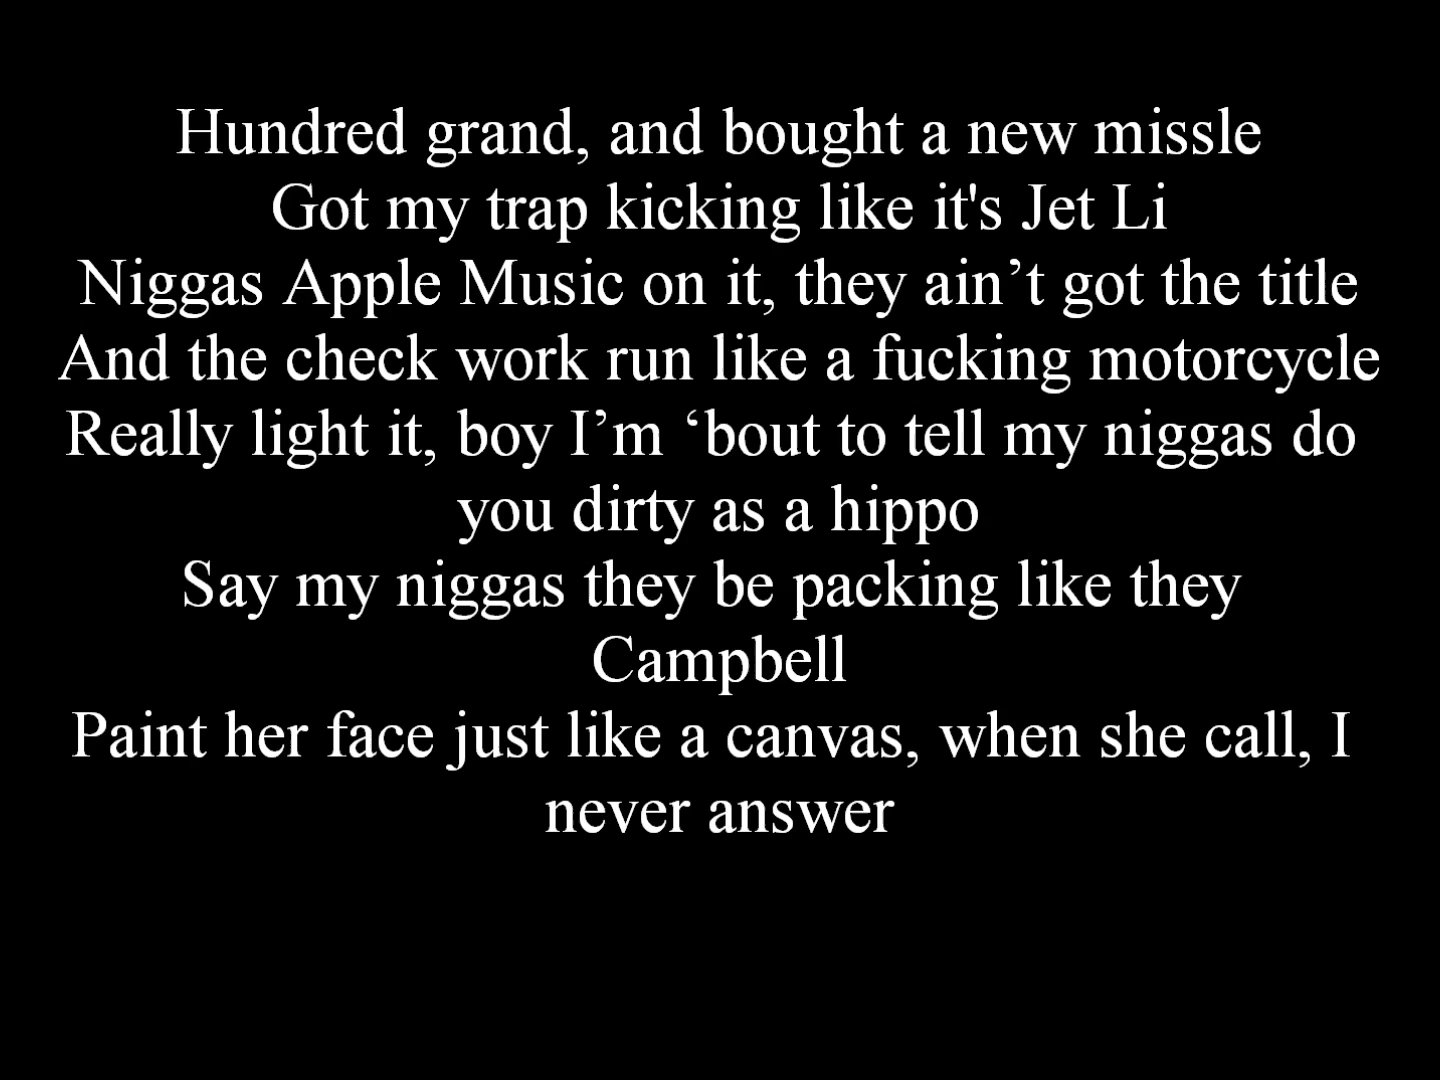 Hundred grand, and bought a new missle
Got my trap kicking like it's Jet Li
Niggas Apple Music on it, they ain’t got the title
And the check work run like a fucking motorcycle
Really light it, boy I’m ‘bout to tell my niggas do
you dirty as a hippo
Say my niggas they be packing like they
Campbell
Paint her face just like a canvas, when she call, I
never answer